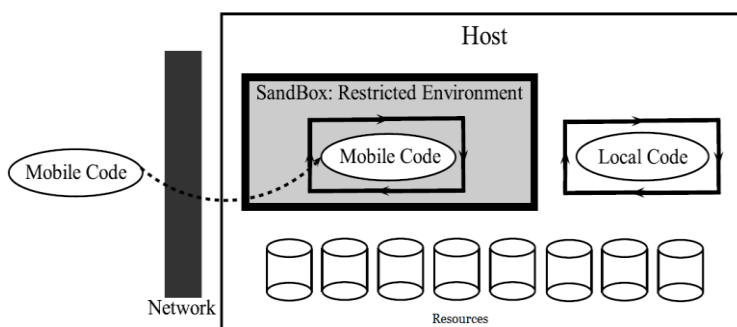 Host
SandBox: Restricted Environment
Mobile Code
Mobile Code
Local Code
Network
Resources